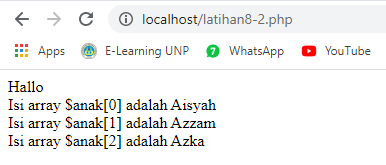 localhost/latihan8-2.php
Apps E-Learning UNP WhatsApp YouTube
Hallo
Isi array $anak[0] adalah Aisyah
Isi array $anak[1] adalah Azzam
Isi array $anak[2] adalah Azka